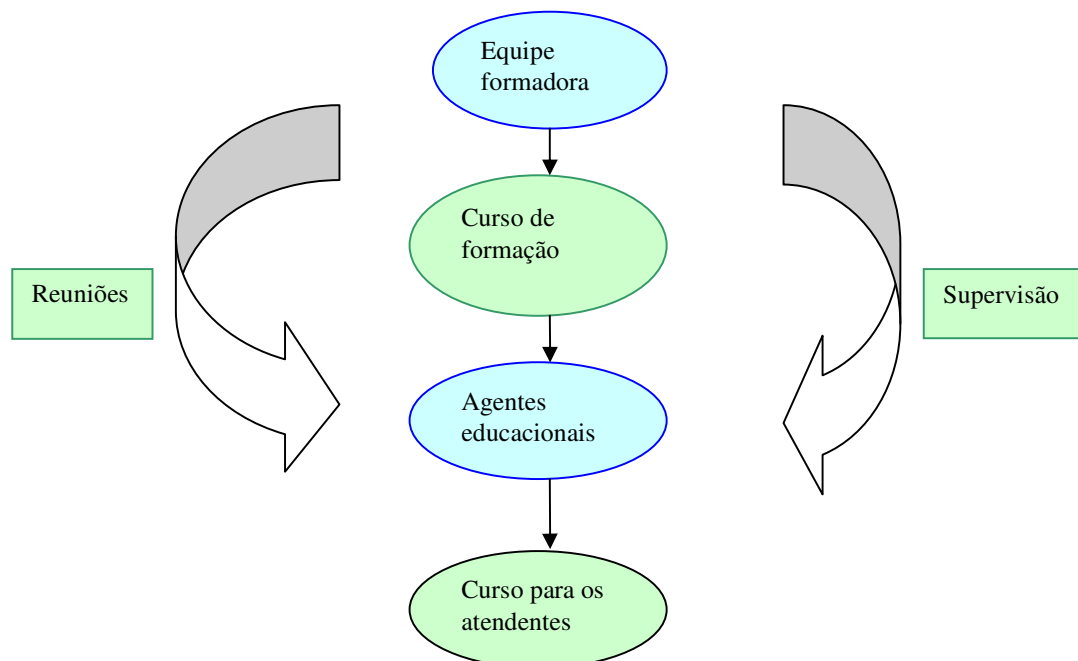 Equipe
formadora
Curso de
formação
Reuniões
Supervisão
Agentes
educacionais
Curso para os
atendentes